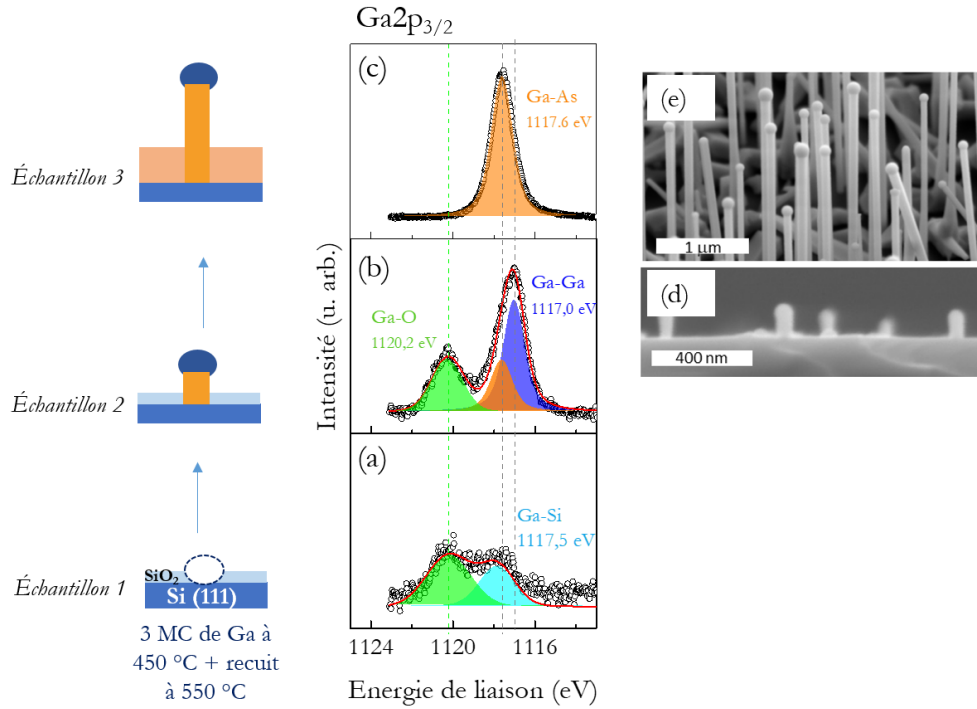 Ga2p3/2
Échantillon 3
Échantillon 2
Échantillon 1
SiO2
Si (111)
3 MC de Ga à
450 °C + recuit
à 550 °C
Intensité (u. arb.)
(c)
Ga-As
1117.6 eV
(b)
Ga-O
1120,2 eV
Ga-Ga
1117,0 eV
(a)
Ga-Si
1117,5 eV
1124 1120 1116
Energie de liaison (eV)
(e)
1 µm
(d)
400 nm